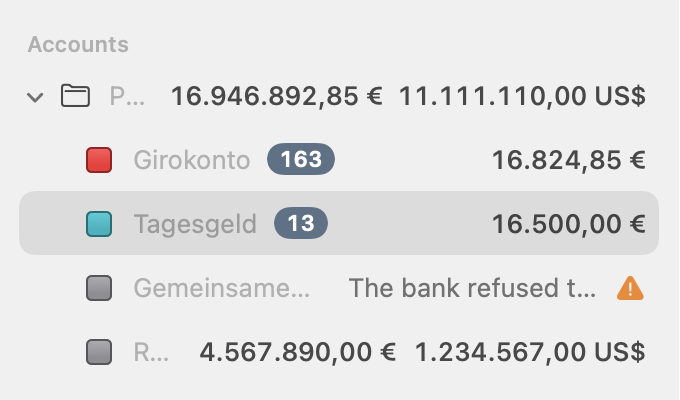 Accounts
P... 16.946.892,85 € 11.111.110,00 US$
Girokonto 163 16.824,85 €
Tagesgeld 13 16.500,00 €
Gemeinsame... The bank refused t...
R... 4.567.890,00 € 1.234.567,00 US$